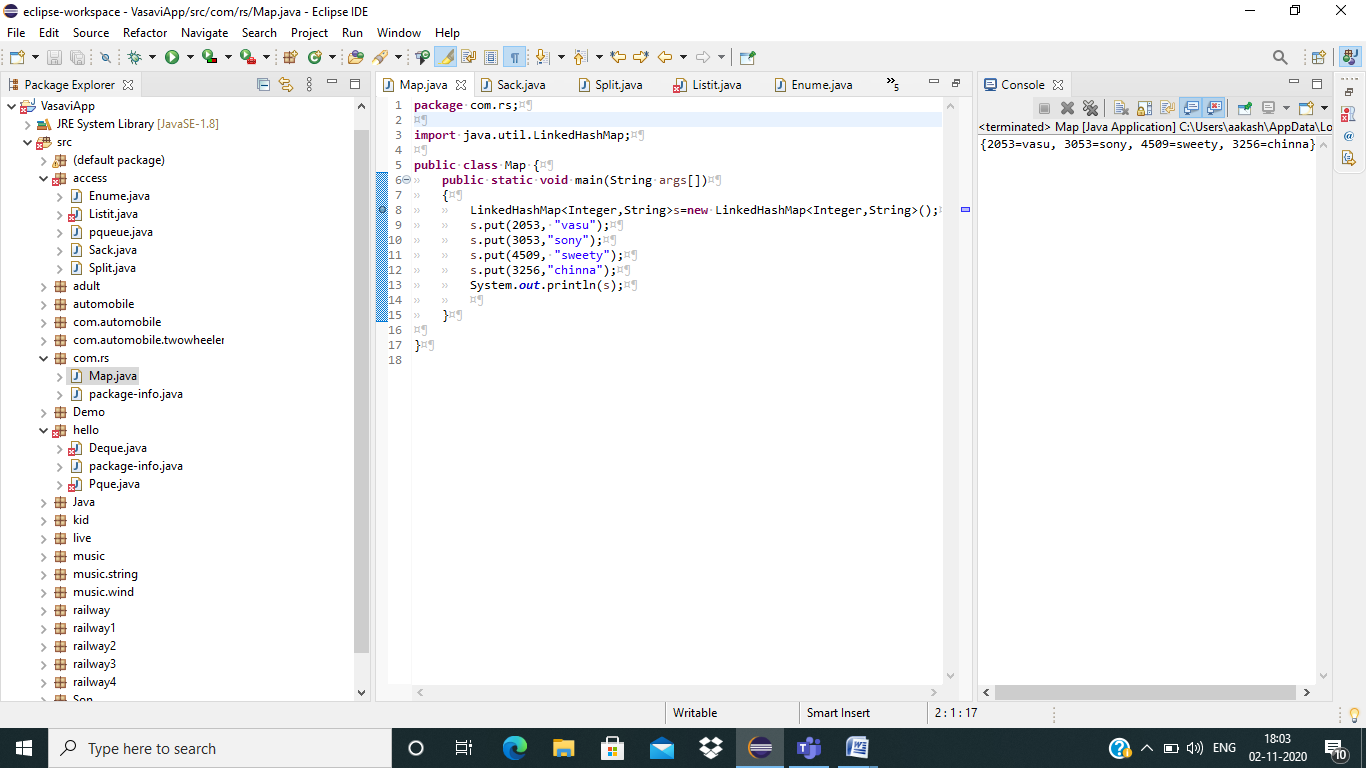 eclipse-workspace - VasaviApp/src/com/rs/Map.java - Eclipse IDE
File Edit Source Refactor Navigate Search Project Run Window Help
Package Explorer
VasaviApp
JRE System Library [JavaSE-1.8]
src
(default package)
access
Enume.java
Listit.java
pqueue.java
Sack.java
Split.java
adult
automobile
com.automobile
com.automobile.twowheeler
com.rs
Map.java
package-info.java
Demo
hello
Deque.java
package-info.java
Pque.java
Java
kid
live
music
music.string
music.wind
railway
railway1
railway2
railway3
railway4
Son
Map.java Sack.java Split.java Listit.java Enume.java »5
1 package com.rs;
2
3 import java.util.LinkedHashMap;
4
5 public class Map {
6 public static void main(String args[])
7 {
8 LinkedHashMap<Integer,String>s=new LinkedHashMap<Integer,String>();
9 s.put(2053, "vasu");
10 s.put(3053,"sony");
11 s.put(4509, "sweety");
12 s.put(3256,"chinna");
13 System.out.println(s);
14
15 }
16
17 }
18
Console
<terminated> Map [Java Application] C:\Users\aakash\AppData\Lo
{2053=vasu, 3053=sony, 4509=sweety, 3256=chinna}
Writable Smart Insert 2 : 1 : 17
Type here to search
ENG
18:03
02-11-2020
10